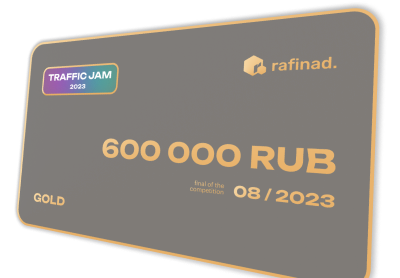 TRAFFIC JAM
2023
rafinad.
600 000 RUB
final of the
competition
08 / 2023
GOLD